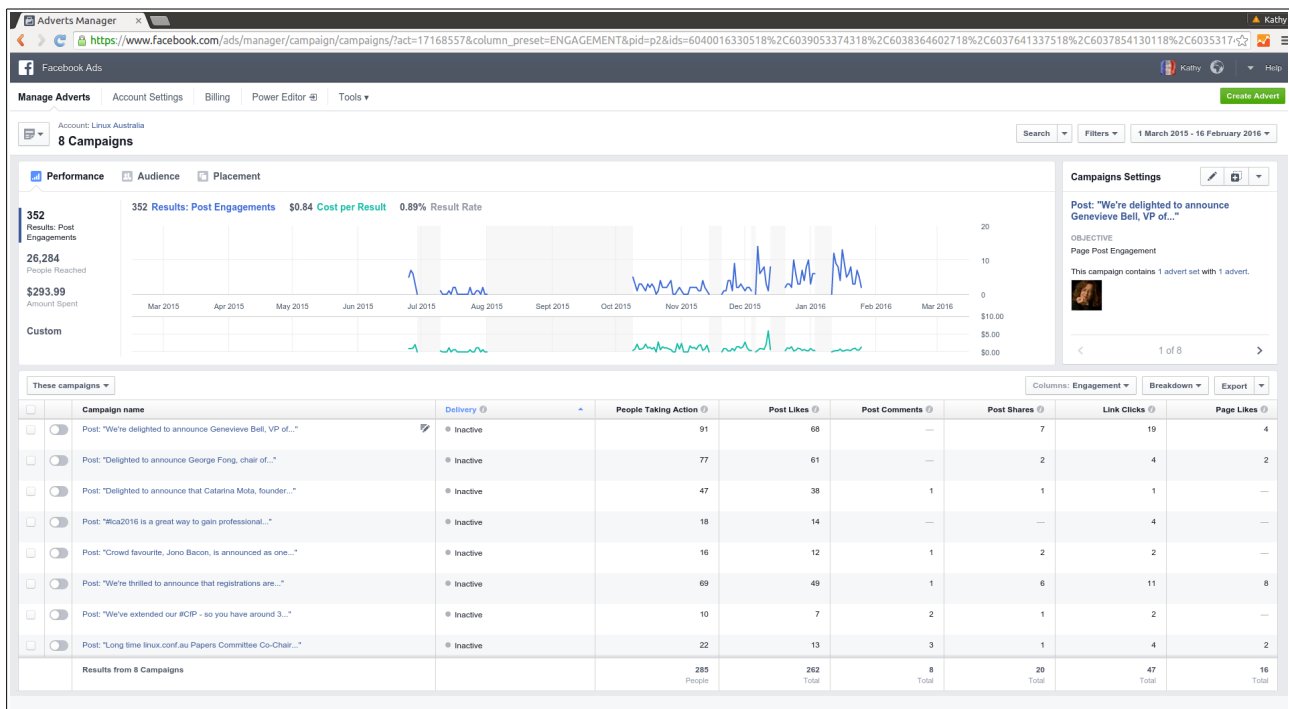 Adverts Manager ×
Kathy
https://www.facebook.com/ads/manager/campaign/campaigns/?act=17168557&column_preset=ENGAGEMENT&pid=p2&ids=6040016330518%2C6039053374318%2C6038364602718%2C6037641337518%2C6037854130118%2C6035317
Facebook Ads
Kathy Help
Manage Adverts Account Settings Billing Power Editor Tools
Create Advert
Account: Linux Australia
8 Campaigns
Search Filters 1 March 2015 - 16 February 2016
Performance Audience Placement
352
Results: Post
Engagements
26,284
People Reached
$293.99
Amount Spent
Custom
352 Results: Post Engagements $0.84 Cost per Result 0.89% Result Rate
20
10
0
Mar 2015 Apr 2015 May 2015 Jun 2015 Jul 2015 Aug 2015 Sept 2015 Oct 2015 Nov 2015 Dec 2015 Jan 2016 Feb 2016 Mar 2016
$10.00
$5.00
$0.00
Campaigns Settings
Post: "We're delighted to announce
Genevieve Bell, VP of..."
OBJECTIVE
Page Post Engagement
This campaign contains 1 advert set with 1 advert.
1 of 8
These campaigns
Columns: Engagement Breakdown Export
Campaign name Delivery People Taking Action Post Likes Post Comments Post Shares Link Clicks Page Likes
Post: "We're delighted to announce Genevieve Bell, VP of..." Inactive 91 68 — 7 19 4
Post: "Delighted to announce George Fong, chair of..." Inactive 77 61 — 2 4 2
Post: "Delighted to announce that Catarina Mota, founder..." Inactive 47 38 1 1 1 —
Post: "#lca2016 is a great way to gain professional..." Inactive 18 14 — — 4 —
Post: "Crowd favourite, Jono Bacon, is announced as one..." Inactive 16 12 1 2 2 —
Post: "We're thrilled to announce that registrations are..." Inactive 69 49 1 6 11 8
Post: "We've extended our #CfP - so you have around 3..." Inactive 10 7 2 1 2 —
Post: "Long time linux.conf.au Papers Committee Co-Chair..." Inactive 22 13 3 1 4 2
Results from 8 Campaigns 285 262 8 20 47 16
People Total Total Total Total Total